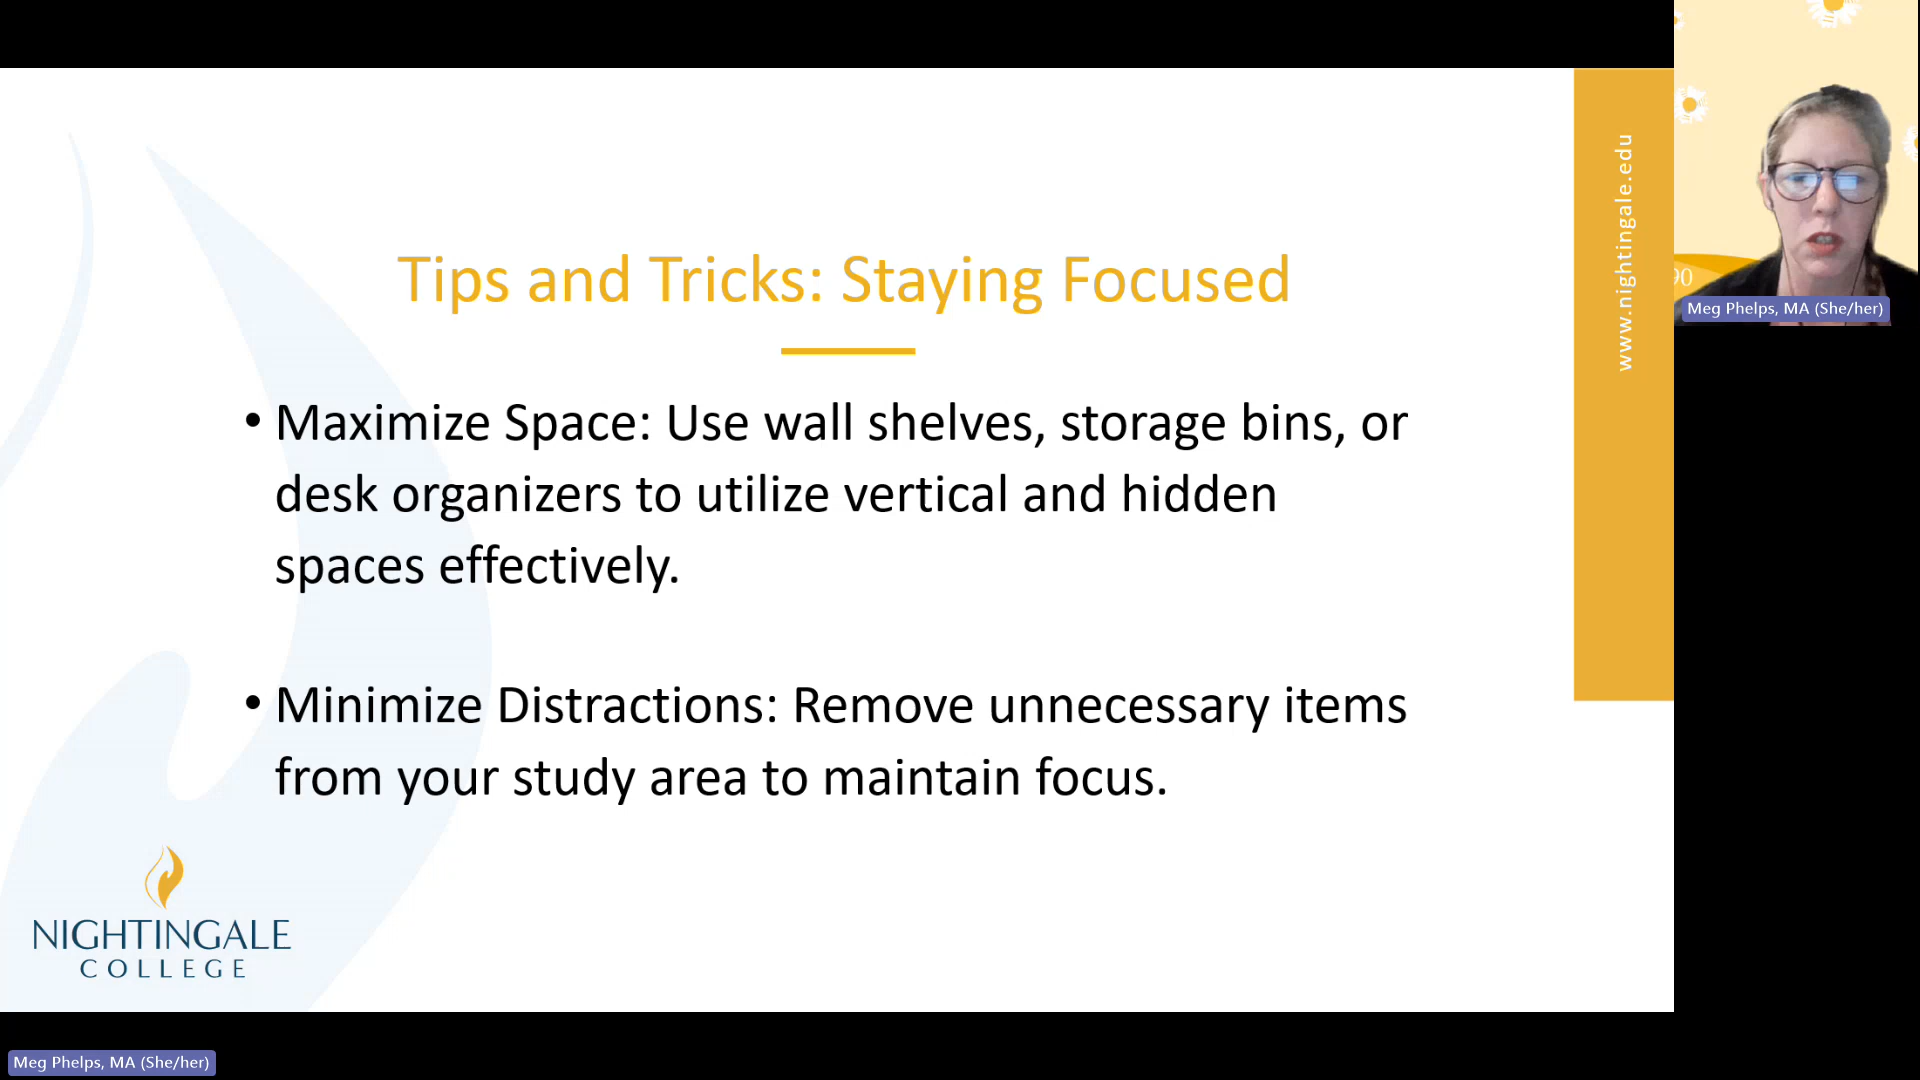 Tips and Tricks: Staying Focused
• Maximize Space: Use wall shelves, storage bins, or
desk organizers to utilize vertical and hidden
spaces effectively.
• Minimize Distractions: Remove unnecessary items
from your study area to maintain focus.
NIGHTINGALE
COLLEGE
www.nightingale.edu
90
Meg Phelps, MA (She/her)
Meg Phelps, MA (She/her)